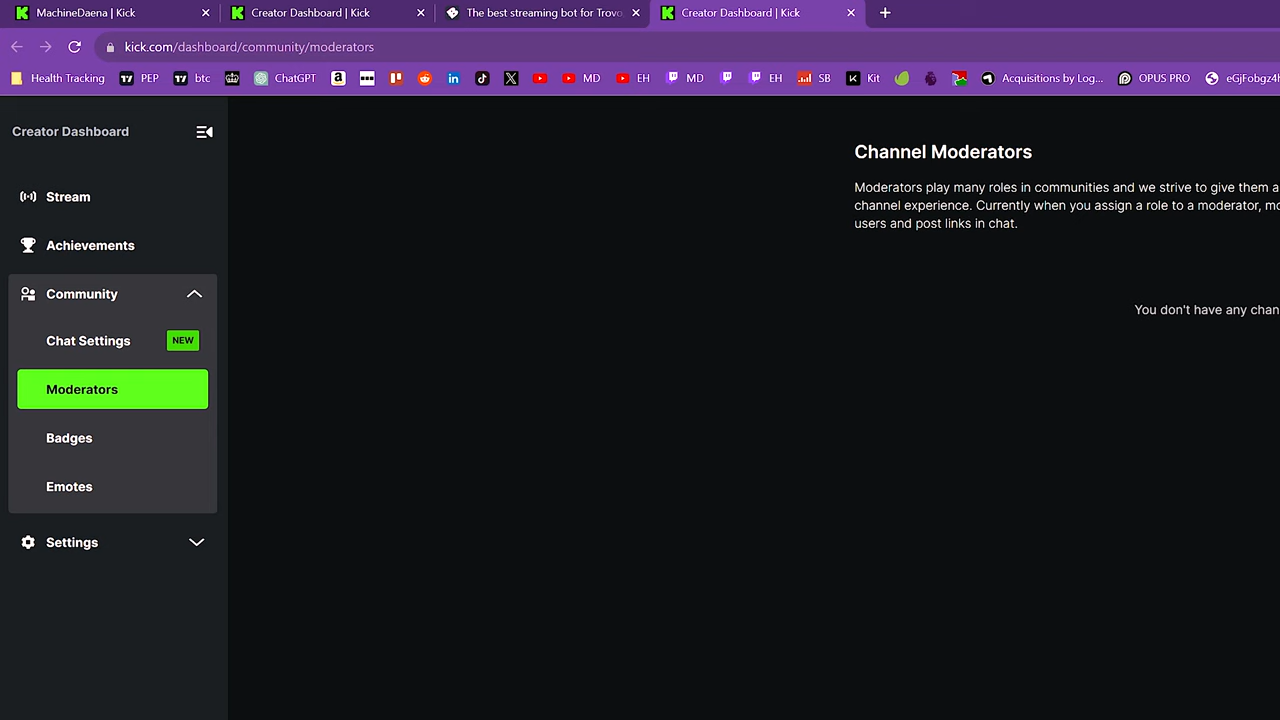 MachineDaena | Kick
Creator Dashboard | Kick
The best streaming bot for Trovo,
Creator Dashboard | Kick
kick.com/dashboard/community/moderators
Health Tracking
PEP
btc
ChatGPT
MD
EH
MD
EH
SB
Kit
Acquisitions by Log...
OPUS PRO
eGjFobgz4h
Creator Dashboard
Stream
Achievements
Community
Chat Settings NEW
Moderators
Badges
Emotes
Settings
Channel Moderators
Moderators play many roles in communities and we strive to give them a
channel experience. Currently when you assign a role to a moderator, mo
users and post links in chat.
You don't have any chan